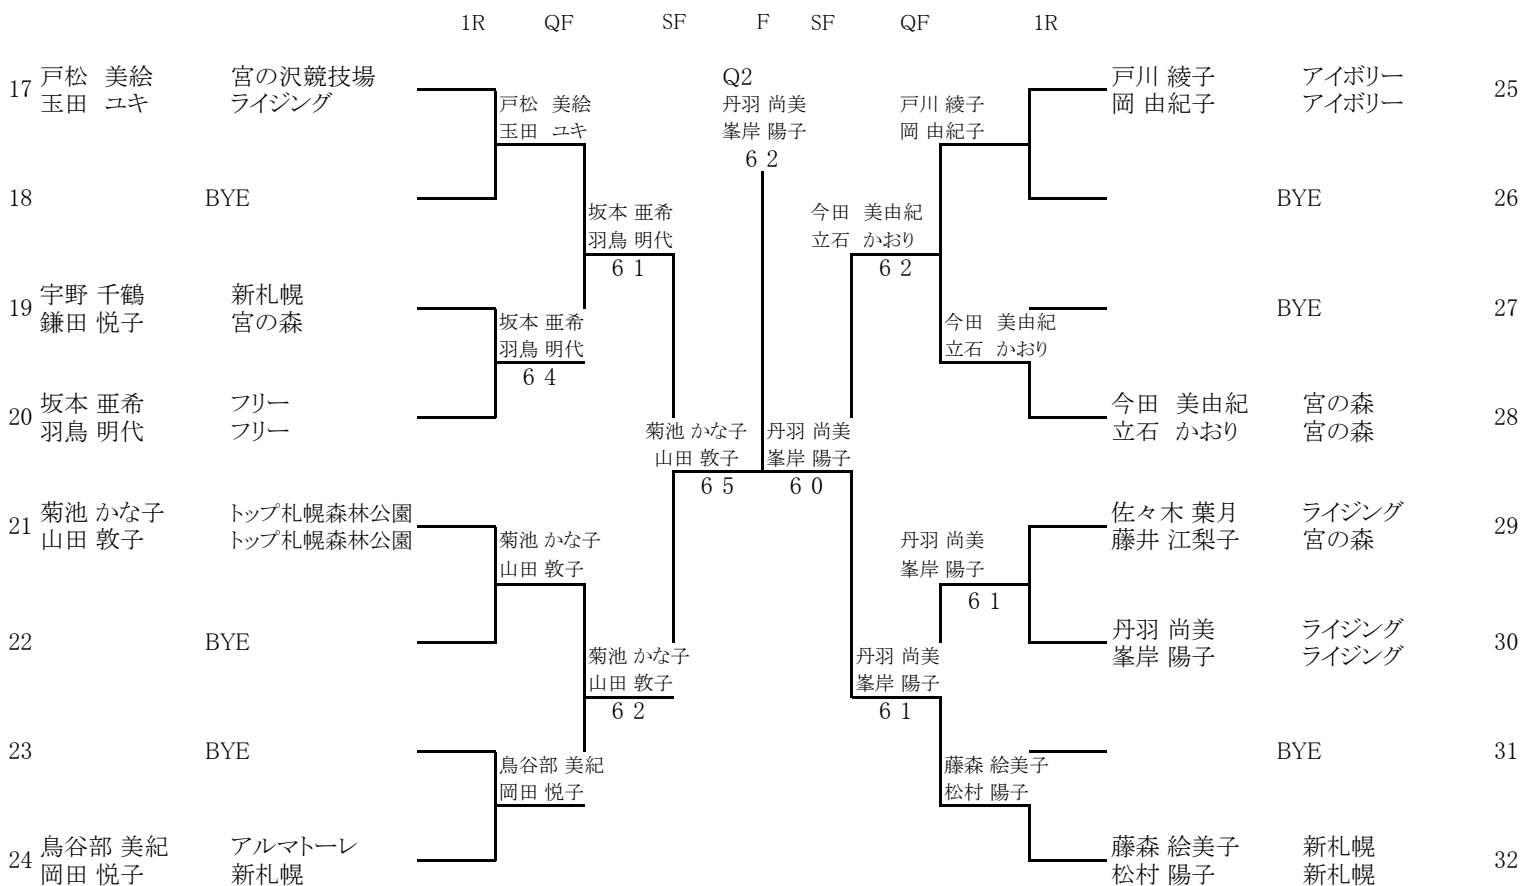 1R QF SF F SF QF 1R
17 戸松 美絵 宮の沢競技場
玉田 ユキ ライジング
戸松 美絵
玉田 ユキ
18 BYE
坂本 亜希
羽鳥 明代
6 1
19 宇野 千鶴 新札幌
鎌田 悦子 宮の森
坂本 亜希
羽鳥 明代
6 4
20 坂本 亜希 フリー
羽鳥 明代 フリー
菊池 かな子
山田 敦子
6 5
21 菊池 かな子 トップ札幌森林公園
山田 敦子 トップ札幌森林公園
菊池 かな子
山田 敦子
22 BYE
菊池 かな子
山田 敦子
6 2
23 BYE
鳥谷部 美紀
岡田 悦子
24 鳥谷部 美紀 アルマトーレ
岡田 悦子 新札幌
Q2
丹羽 尚美
峯岸 陽子
6 2
戸川 綾子 アイボリー 25
岡 由紀子 アイボリー
戸川 綾子
岡 由紀子
BYE 26
今田 美由紀
立石 かおり
6 2
BYE 27
今田 美由紀
立石 かおり
今田 美由紀 宮の森 28
立石 かおり 宮の森
丹羽 尚美
峯岸 陽子
6 0
佐々木 葉月 ライジング 29
藤井 江梨子 宮の森
丹羽 尚美
峯岸 陽子
6 1
丹羽 尚美 ライジング 30
峯岸 陽子 ライジング
丹羽 尚美
峯岸 陽子
6 1
BYE 31
藤森 絵美子
松村 陽子
藤森 絵美子 新札幌 32
松村 陽子 新札幌